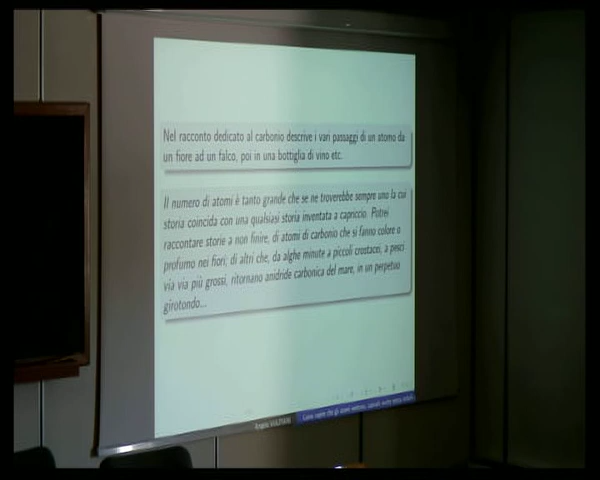 Nel racconto dedicato al carbonio descrive i vari passaggi di un atomo da
un fiore ad un falco, poi in una bottiglia di vino etc.
Il numero di atomi è tanto grande che se ne troverebbe sempre uno la cui
storia coincida con una qualsiasi storia inventata a capriccio. Potrei
raccontare storie a non finire, di atomi di carbonio che si fanno colore o
profumo nei fiori; di altri che, da alghe minute a piccoli crostacei, a pesci
via via più grossi, ritornano anidride carbonica del mare, in un perpetuo
girotondo...
Angelo VULPIANI